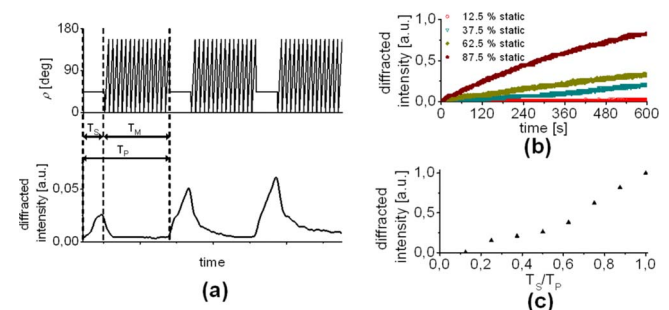 180
90
0
ρ [deg]
T_S
T_M
T_P
0,05
0,00
diffracted
intensity [a.u.]
time
(a)
(b)
1.0
0.5
0.0
diffracted
intensity [a.u.]
12.5 % static
37.5 % static
62.5 % static
87.5 % static
0 120 240 360 480 600
time [s]
(b)
1,0
0,5
0,0
diffracted
intensity [a.u.]
0,0 0,2 0,4 0,6 0,8 1,0
T_S/T_P
(c)